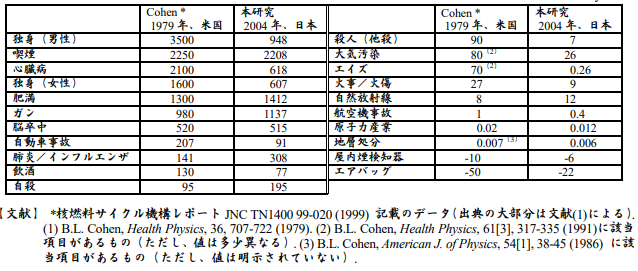 Cohen * 本研究 Cohen * 本研究
1979 年、米国 2004 年、日本 1979 年、米国 2004 年、日本
独身（男性） 3500 948 殺人（他殺） 90 7
喫煙 2250 2208 大気汚染 80 (2) 26
心臓病 2100 618 エイズ 70 (2) 0.26
独身（女性） 1600 607 火事／火傷 27 9
肥満 1300 1412 自然放射線 8 12
ガン 980 1137 航空機事故 1 0.4
脳卒中 520 515 原子力産業 0.02 0.012
自動車事故 207 91 地層処分 0.007 (3) 0.006
肺炎／インフルエンザ 141 308 屋内煙検知器 -10 -6
飲酒 130 77 エアバッグ -50 -22
自殺 95 195
【文献】 *核燃料サイクル機構レポート JNC TN1400 99-020 (1999) 記載のデータ(出典の大部分は文献(1)による).
(1) B.L. Cohen, Health Physics, 36, 707-722 (1979). (2) B.L. Cohen, Health Physics, 61[3], 317-335 (1991)に該当
項目があるもの（ただし、値は多少異なる）. (3) B.L. Cohen, American J. of Physics, 54[1], 38-45 (1986) に該
当項目があるもの（ただし、値は明示されていない）.